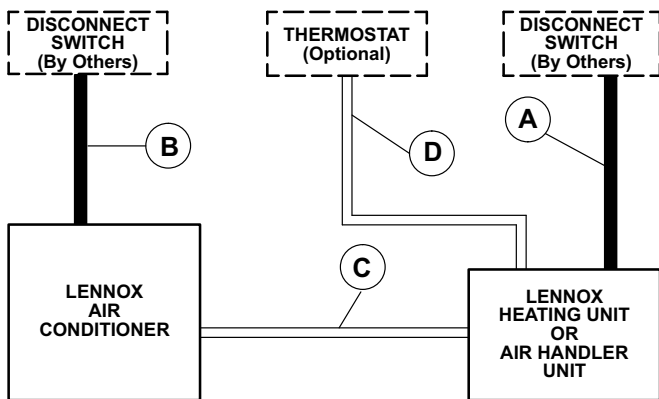 DISCONNECT
SWITCH
(By Others)
THERMOSTAT
(Optional)
DISCONNECT
SWITCH
(By Others)
B
D
A
C
LENNOX
AIR
CONDITIONER
LENNOX
HEATING UNIT
OR
AIR HANDLER
UNIT